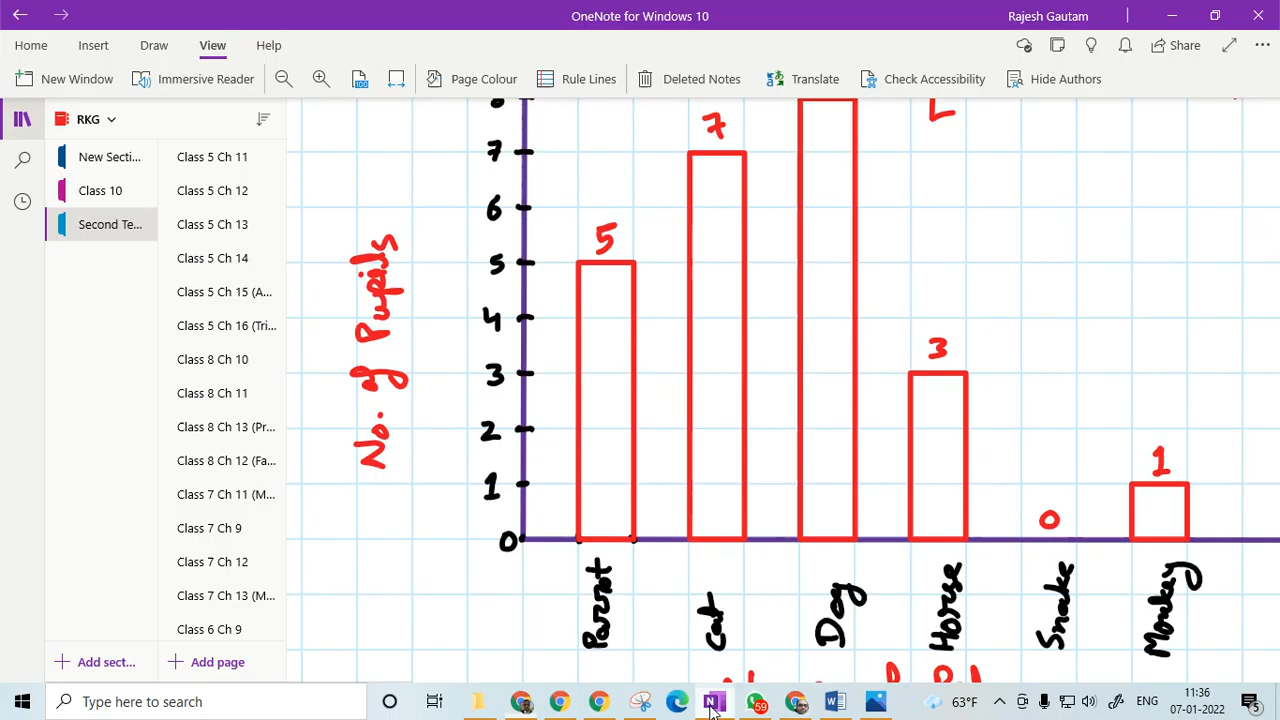 OneNote for Windows 10
Rajesh Gautam
Home Insert Draw View Help
Share
New Window Immersive Reader Page Colour Rule Lines Deleted Notes Translate Check Accessibility Hide Authors
RKG
New Secti...
Class 10
Second Te...
Class 5 Ch 11
Class 5 Ch 12
Class 5 Ch 13
Class 5 Ch 14
Class 5 Ch 15 (A...
Class 5 Ch 16 (Tri...
Class 8 Ch 10
Class 8 Ch 11
Class 8 Ch 13 (Pr...
Class 8 Ch 12 (Fa...
Class 7 Ch 11 (M...
Class 7 Ch 9
Class 7 Ch 12
Class 7 Ch 13 (M...
Class 6 Ch 9
Add sect...
Add page
No. of Pupils
8
7
6
5
4
3
2
1
0
5
7
3
0
1
Parrot
Cat
Dog
Horse
Snake
Monkey
Type here to search
59
63°F
ENG
11:36
07-01-2022
5